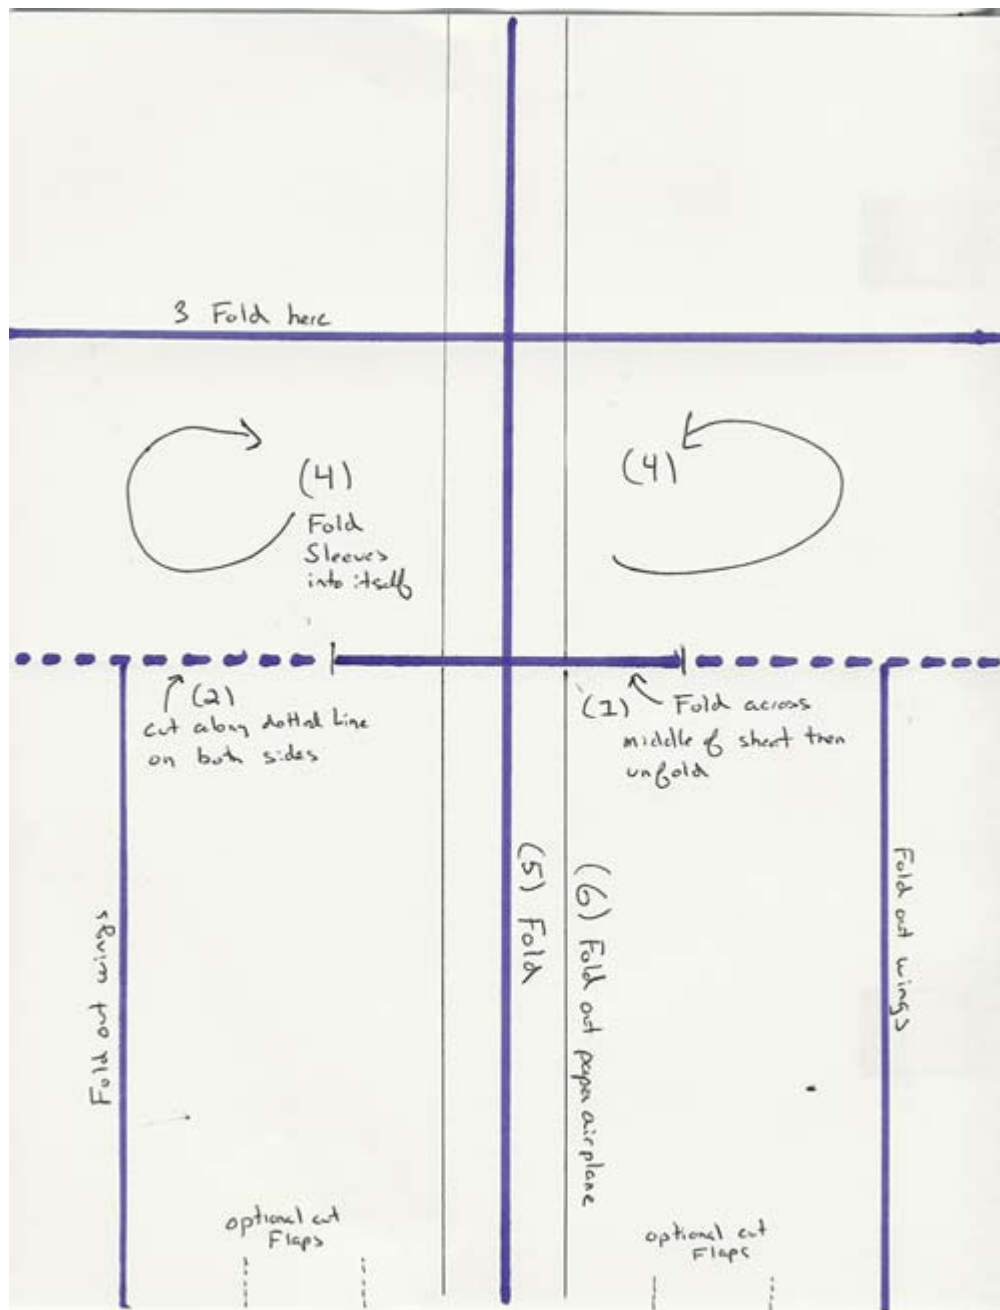 3 Fold here
(4)
Fold
Sleeves
into itself
(4)
(2)
cut along dotted Line
on both sides
(1) Fold across
middle of sheet then
unfold
(5) Fold
(6) Fold out paper airplane
Fold out wings
Fold out wings
optional cut
Flaps
optional cut
Flaps